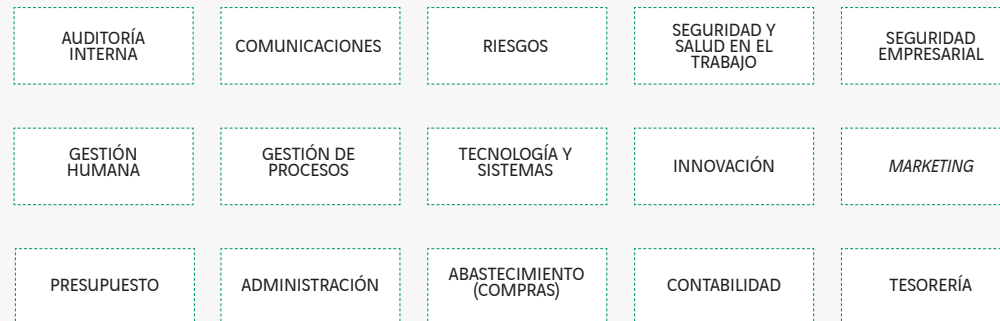 AUDITORÍA
INTERNA
COMUNICACIONES
RIESGOS
SEGURIDAD Y
SALUD EN EL
TRABAJO
SEGURIDAD
EMPRESARIAL
GESTIÓN
HUMANA
GESTIÓN DE
PROCESOS
TECNOLOGÍA Y
SISTEMAS
INNOVACIÓN
MARKETING
PRESUPUESTO
ADMINISTRACIÓN
ABASTECIMIENTO
(COMPRAS)
CONTABILIDAD
TESORERÍA